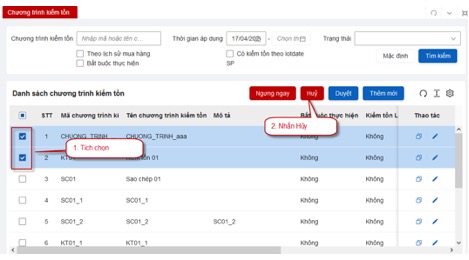 Chương trình kiểm tồn
Chương trình kiểm tồn Nhập mã hoặc tên c... Thời gian áp dụng 17/04/2025 - Chọn th Trạng thái
Theo lịch sử mua hàng
Có kiểm tồn theo lotdate
SP
Bắt buộc thực hiện
Mặc định Tìm kiếm
Danh sách chương trình kiểm tồn Ngưng ngay Huỷ Duyệt Thêm mới
STT Mã chương trình ki Tên chương trình kiểm tồn Mô tả Bắt buộc thực hiện Kiểm tồn L Thao tác
1 CHUONG_TRINH_ CHUONG_TRINH_aaa Không Không
2 KT01 tồn 01 Không Không
3 SC01 Sao chép 01 Không Không
4 SC01_1 SC01_1 Không Không
5 SC01_2 SC01_2 SC01_2 Không Không
6 KT01_1 KT01_1 Không Không
1. Tích chọn
2. Nhấn Hủy